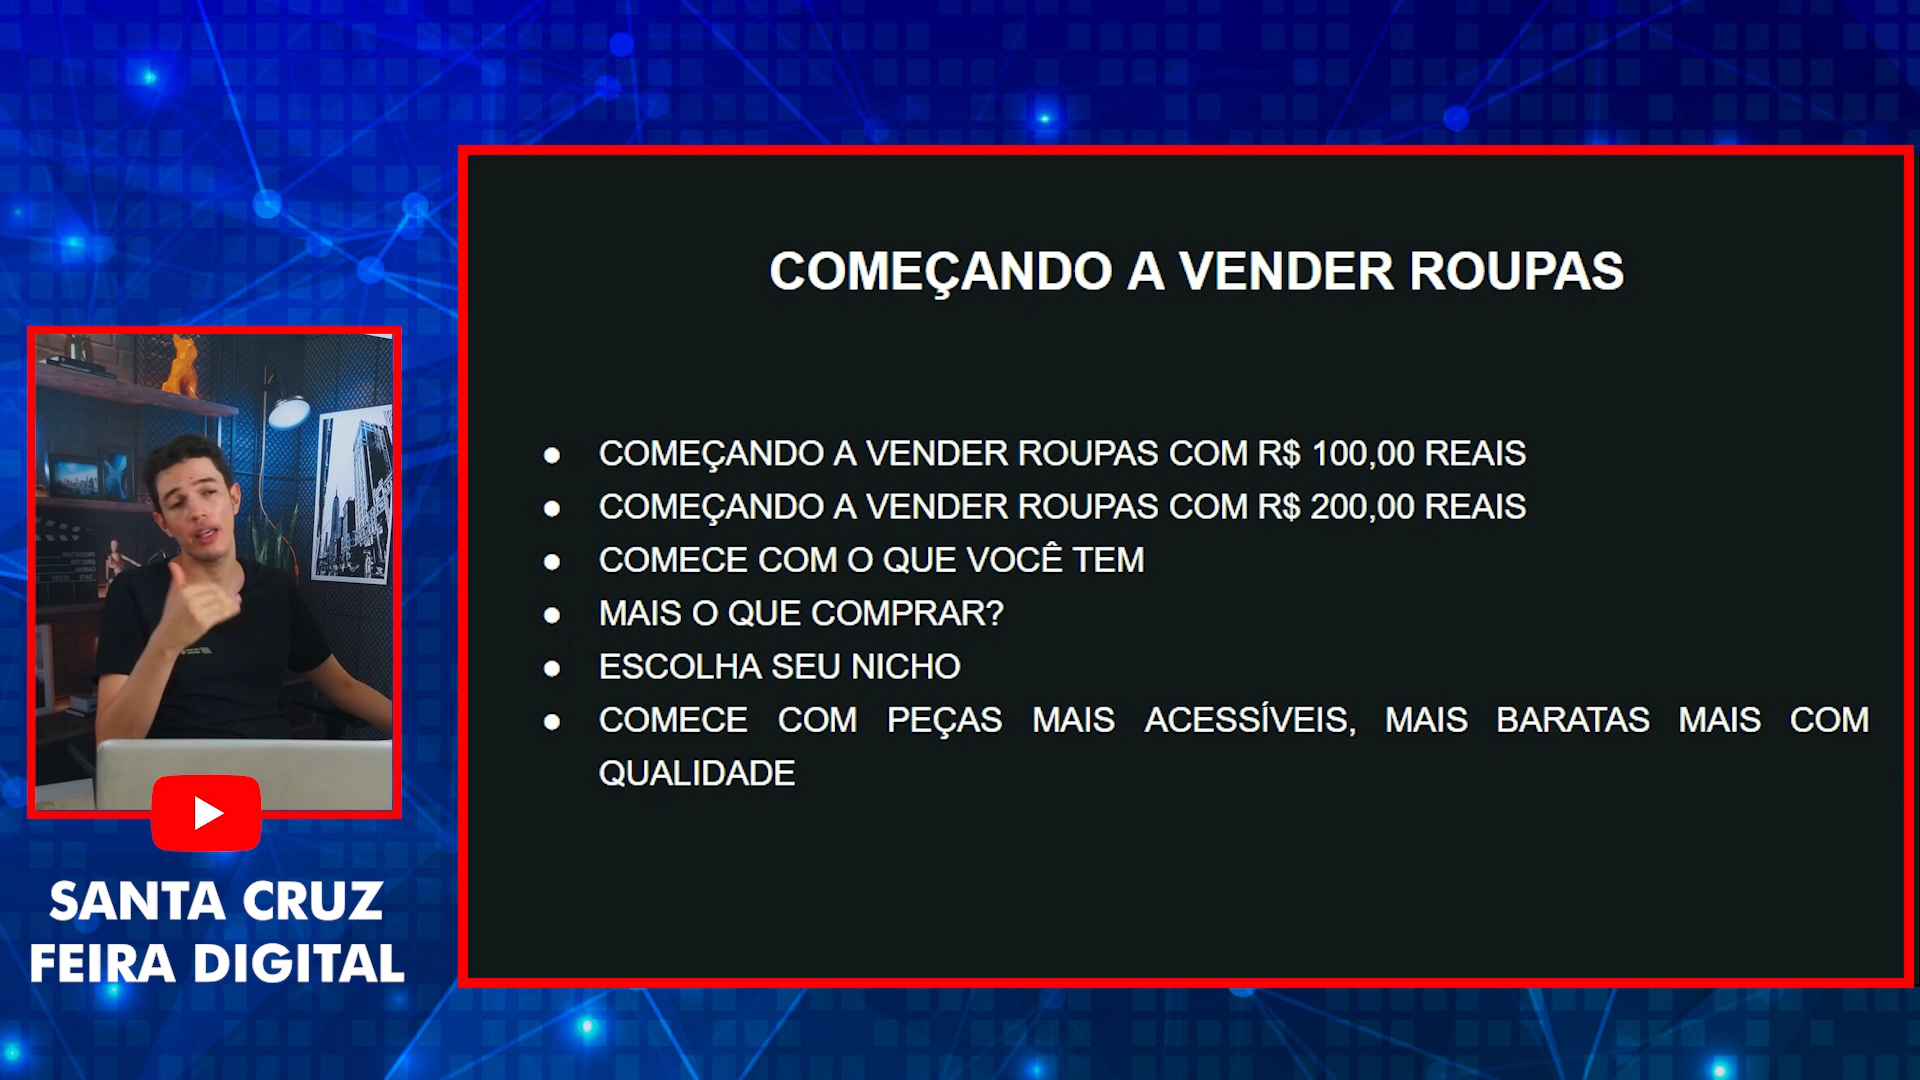 COMEÇANDO A VENDER ROUPAS
● COMEÇANDO A VENDER ROUPAS COM R$ 100,00 REAIS
● COMEÇANDO A VENDER ROUPAS COM R$ 200,00 REAIS
● COMECE COM O QUE VOCÊ TEM
● MAIS O QUE COMPRAR?
● ESCOLHA SEU NICHO
● COMECE COM PEÇAS MAIS ACESSÍVEIS, MAIS BARATAS MAIS COM
QUALIDADE
SANTA CRUZ
FEIRA DIGITAL